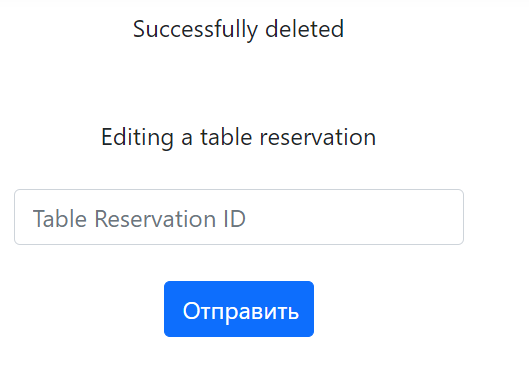 Successfully deleted
Editing a table reservation
Table Reservation ID
Отправить